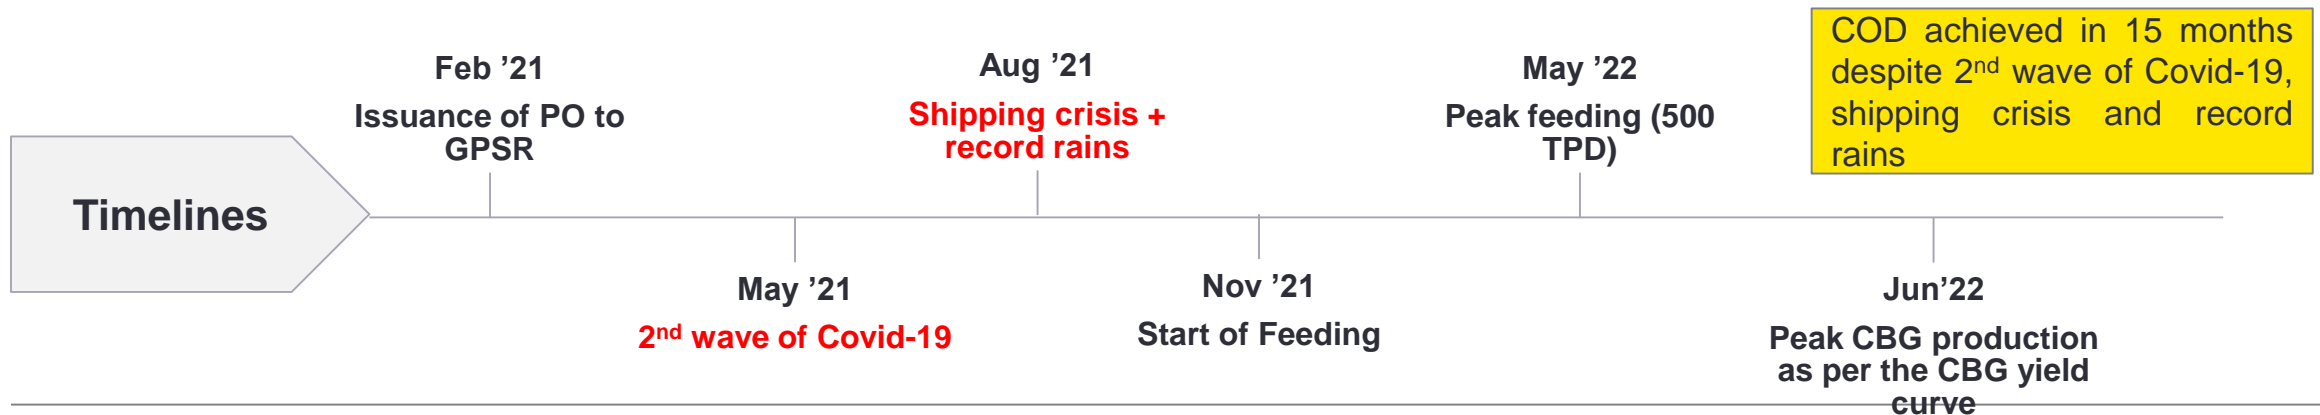 Timelines
Feb ’21
Issuance of PO to
GPSR
May ’21
2nd wave of Covid-19
Aug ’21
Shipping crisis +
record rains
Nov ’21
Start of Feeding
May ’22
Peak feeding (500
TPD)
Jun’22
Peak CBG production
as per the CBG yield
curve
COD achieved in 15 months
despite 2nd wave of Covid-19,
shipping crisis and record
rains